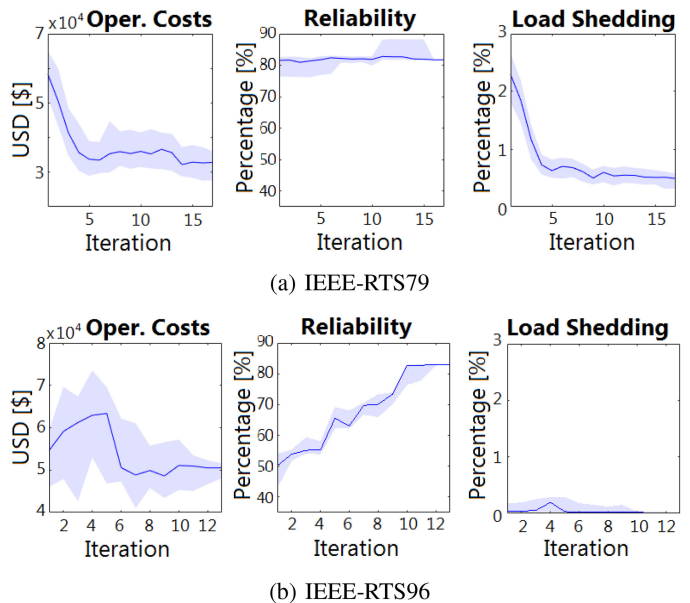 x10⁴ Oper. Costs
Reliability
Load Shedding
USD [$]
7
5
3
5
10
15
Iteration
Percentage [%]
90
80
70
60
50
40
5
10
15
Iteration
Percentage [%]
3
2
1
0
5
10
15
Iteration
(a) IEEE-RTS79
x10⁴ Oper. Costs
Reliability
Load Shedding
USD [$]
8
7
6
5
4
2
4
6
8
10
12
Iteration
Percentage [%]
90
80
70
60
50
40
2
4
6
8
10
12
Iteration
Percentage [%]
3
2
1
0
2
4
6
8
10
12
Iteration
(b) IEEE-RTS96